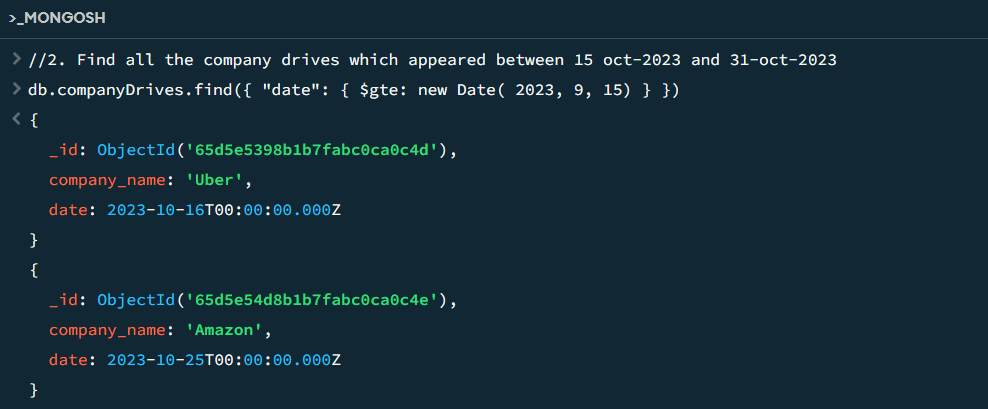 >_MONGOSH
> //2. Find all the company drives which appeared between 15 oct-2023 and 31-oct-2023
> db.companyDrives.find({ "date": { $gte: new Date( 2023, 9, 15) } })
< {
_id: ObjectId('65d5e5398b1b7fabc0ca0c4d'),
company_name: 'Uber',
date: 2023-10-16T00:00:00.000Z
}
{
_id: ObjectId('65d5e54d8b1b7fabc0ca0c4e'),
company_name: 'Amazon',
date: 2023-10-25T00:00:00.000Z
}